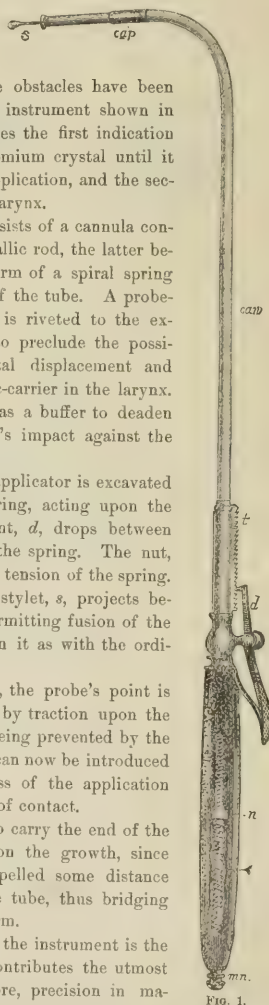 s
cap
e obstacles have been
instrument shown in
es the first indication
mium crystal until it
plication, and the sec-
arynx.
sists of a cannula con-
allic rod, the latter be-
rm of a spiral spring
f the tube. A probe-
is riveted to the ex-
o preclude the possi-
tal displacement and
c-carrier in the larynx.
as a buffer to deaden
's impact against the
can
applicator is excavated
ring, acting upon the
nt, d, drops between
the spring. The nut,
tension of the spring.
stylet, s, projects be-
rmitting fusion of the
n it as with the ordi-
t
d
, the probe's point is
by traction upon the
eing prevented by the
can now be introduced
ss of the application
of contact.
o carry the end of the
on the growth, since
pelled some distance
e tube, thus bridging
m.
the instrument is the
ontributes the utmost
re, precision in ma-
n
mn.
FIG. 1.